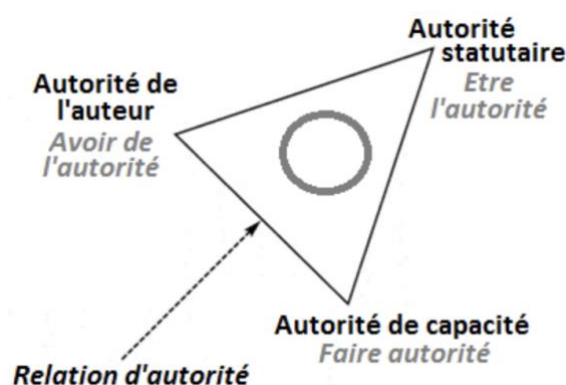 Autorité
statutaire
Etre
l'autorité
Autorité de
l'auteur
Avoir de
l'autorité
Autorité de capacité
Faire autorité
Relation d'autorité